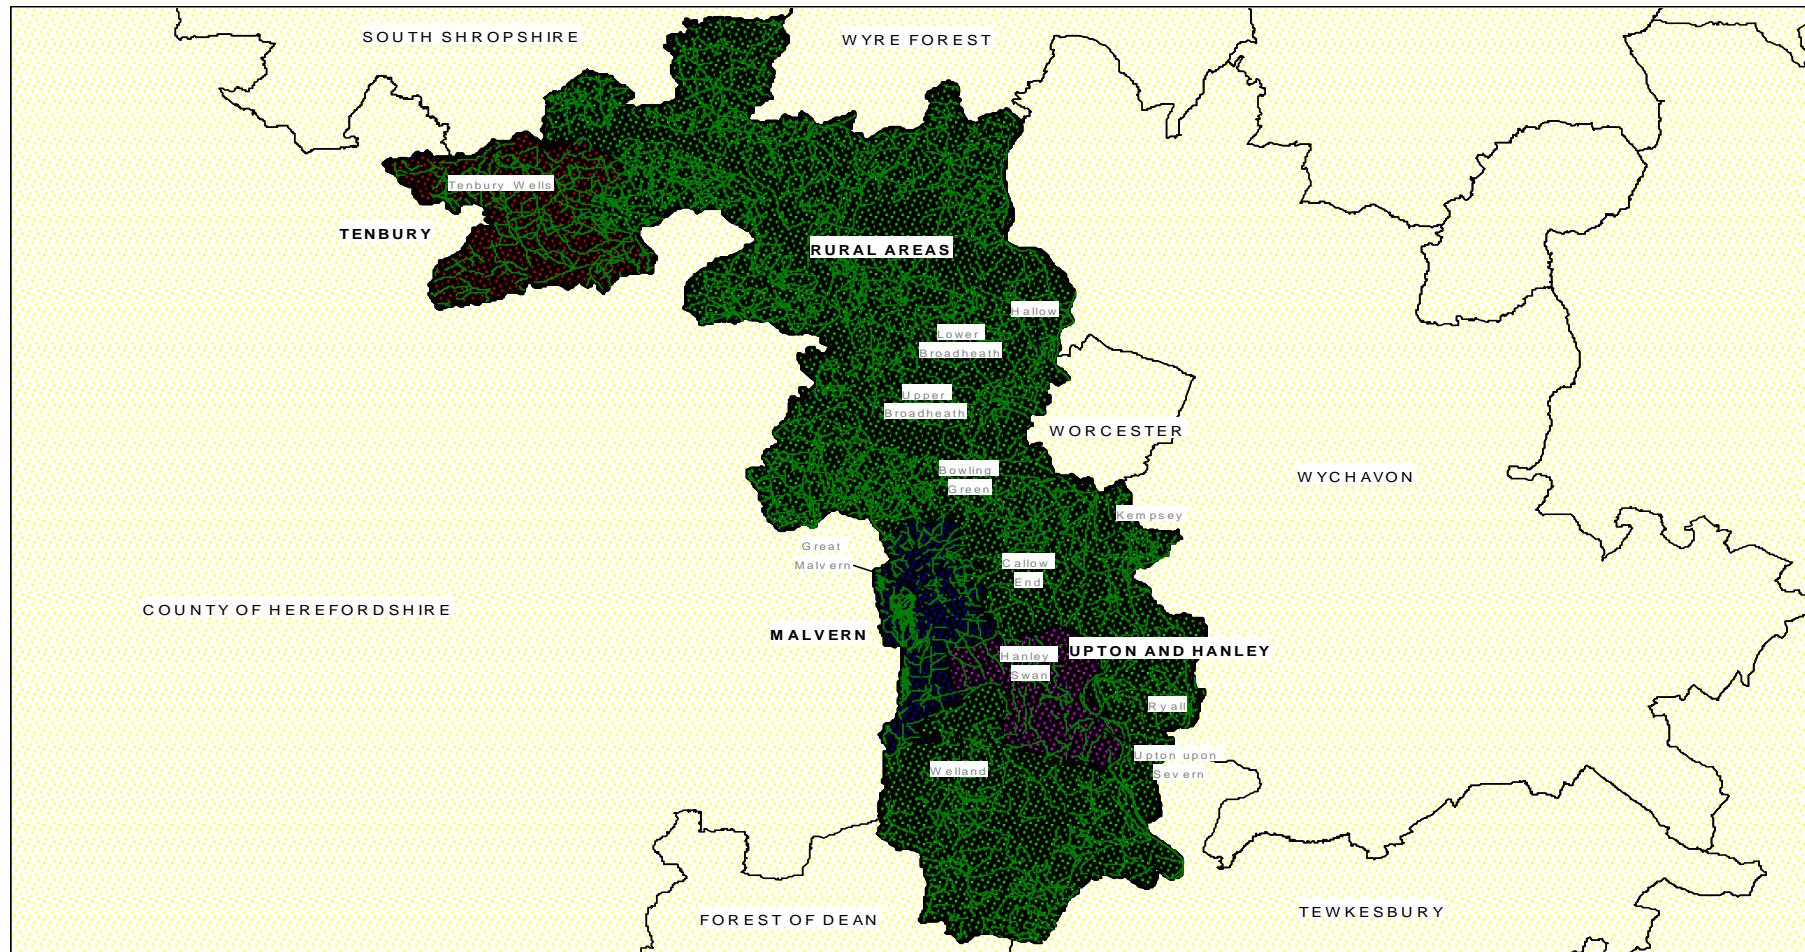 SOUTH SHROPSHIRE
WYRE FOREST
Tenbury Wells
TENBURY
RURAL AREAS
Hallow
Lower
Broadheath
Upper
Broadheath
WORCESTER
Bowling
Green
WYCHAVON
Kempsey
Great
Malvern
Callow
End
COUNTY OF HEREFORDSHIRE
MALVERN
Hanley
Swan
UPTON AND HANLEY
Ryall
Upton upon
Severn
Welland
FOREST OF DEAN
TEWKESBURY